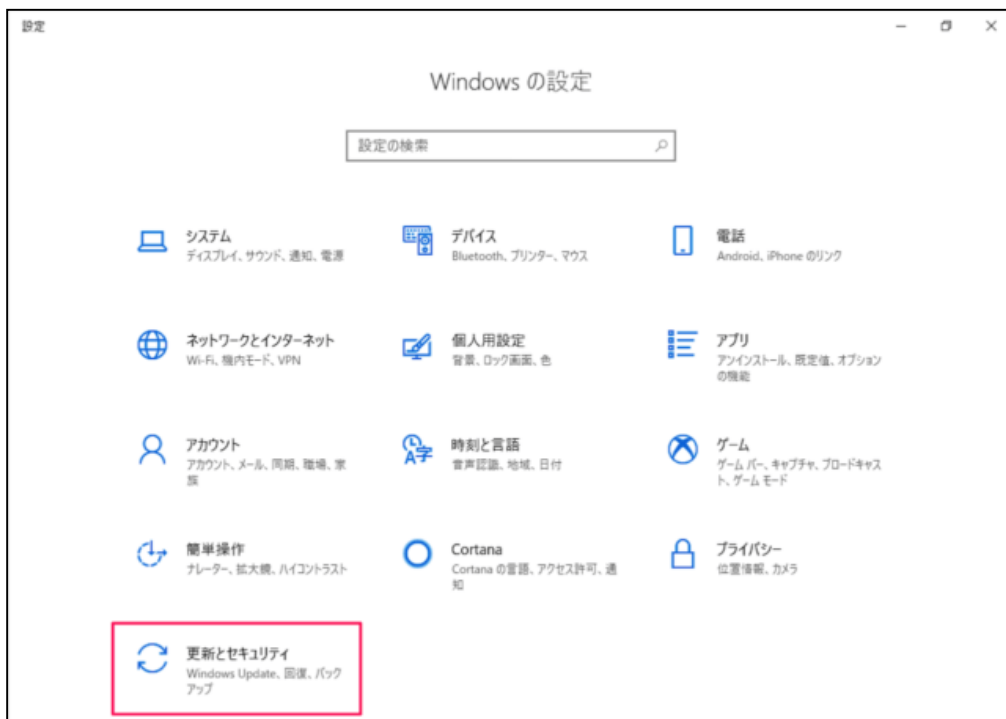 設定
Windows の設定
設定の検索
システム
ディスプレイ、サウンド、通知、電源
デバイス
Bluetooth、プリンター、マウス
電話
Android、iPhone のリンク
ネットワークとインターネット
Wi-Fi、機内モード、VPN
個人用設定
背景、ロック画面、色
アプリ
アンインストール、既定値、オプション
の機能
アカウント
アカウント、メール、同期、職場、家
族
時刻と言語
音声認識、地域、日付
ゲーム
ゲーム バー、キャプチャ、ブロードキャス
ト、ゲーム モード
簡単操作
ナレーター、拡大鏡、ハイコントラスト
Cortana
Cortana の言語、アクセス許可、通
知
プライバシー
位置情報、カメラ
更新とセキュリティ
Windows Update、回復、バック
アップ